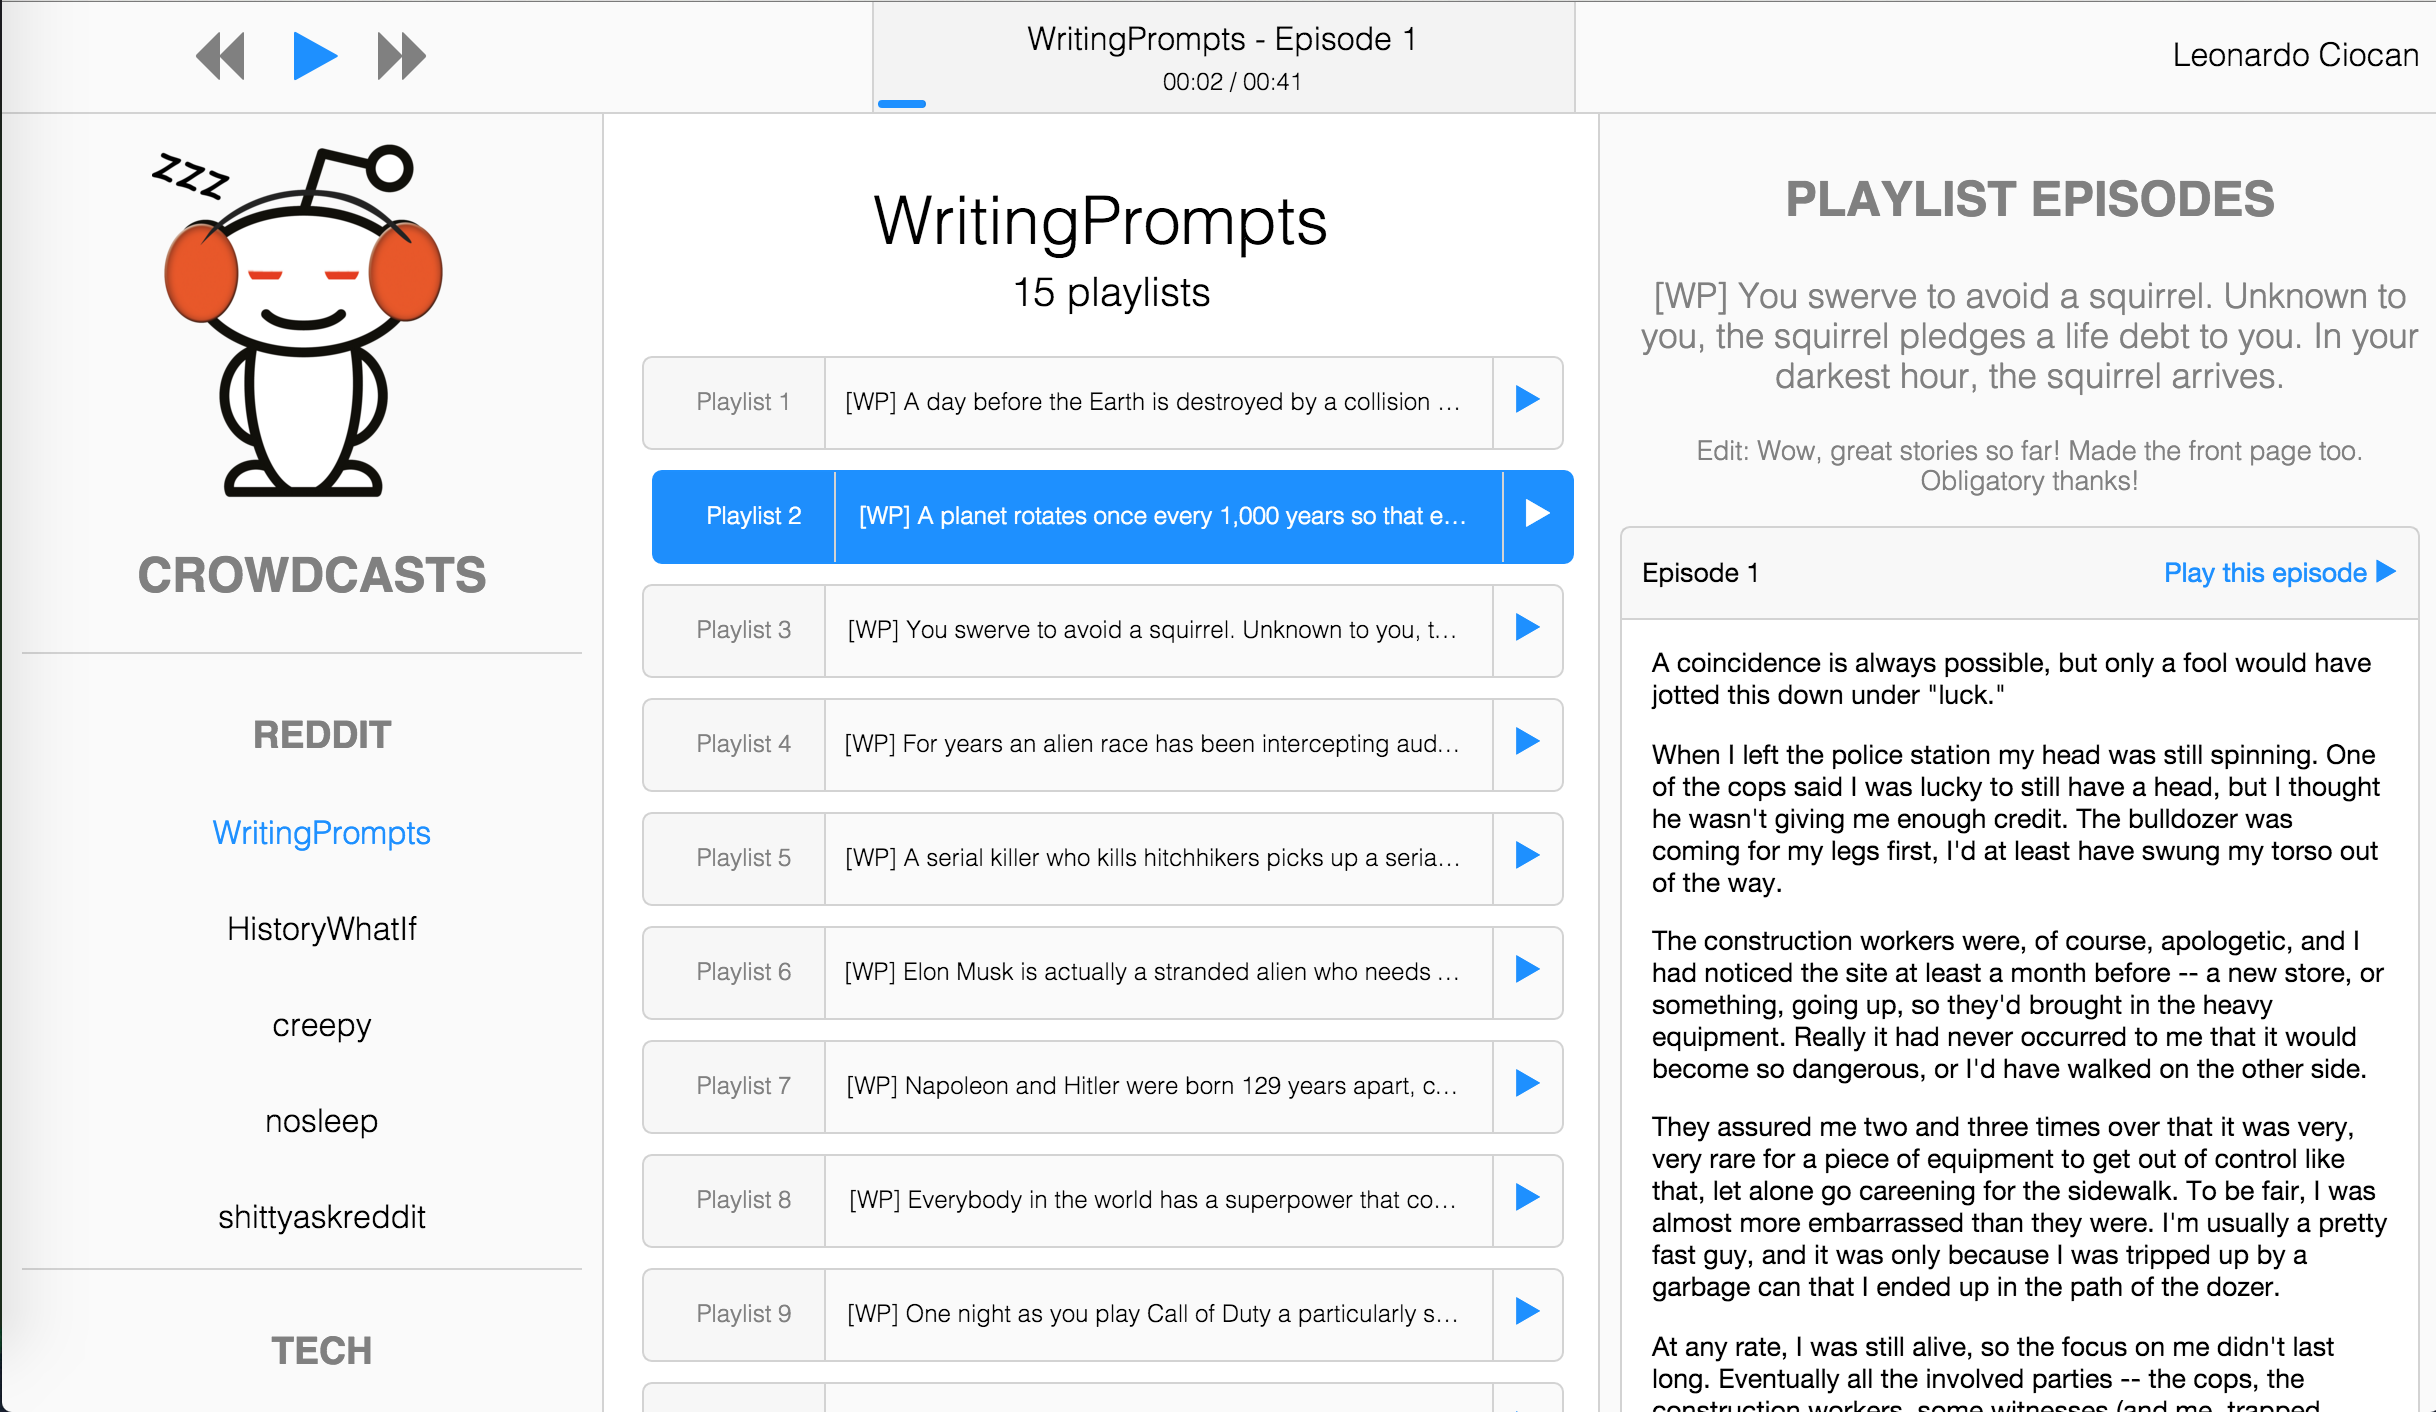 WritingPrompts - Episode 1
00:02 / 00:41
Leonardo Ciocan
zzz
CROWDCASTS
REDDIT
WritingPrompts
HistoryWhatIf
creepy
nosleep
shittyaskreddit
TECH
WritingPrompts
15 playlists
Playlist 1 [WP] A day before the Earth is destroyed by a collision ...
Playlist 2 [WP] A planet rotates once every 1,000 years so that e...
Playlist 3 [WP] You swerve to avoid a squirrel. Unknown to you, t...
Playlist 4 [WP] For years an alien race has been intercepting aud...
Playlist 5 [WP] A serial killer who kills hitchhikers picks up a seria...
Playlist 6 [WP] Elon Musk is actually a stranded alien who needs ...
Playlist 7 [WP] Napoleon and Hitler were born 129 years apart, c...
Playlist 8 [WP] Everybody in the world has a superpower that co...
Playlist 9 [WP] One night as you play Call of Duty a particularly s...
PLAYLIST EPISODES
[WP] You swerve to avoid a squirrel. Unknown to
you, the squirrel pledges a life debt to you. In your
darkest hour, the squirrel arrives.
Edit: Wow, great stories so far! Made the front page too.
Obligatory thanks!
Episode 1 Play this episode
A coincidence is always possible, but only a fool would have
jotted this down under "luck."
When I left the police station my head was still spinning. One
of the cops said I was lucky to still have a head, but I thought
he wasn't giving me enough credit. The bulldozer was
coming for my legs first, I'd at least have swung my torso out
of the way.
The construction workers were, of course, apologetic, and I
had noticed the site at least a month before -- a new store, or
something, going up, so they'd brought in the heavy
equipment. Really it had never occurred to me that it would
become so dangerous, or I'd have walked on the other side.
They assured me two and three times over that it was very,
very rare for a piece of equipment to get out of control like
that, let alone go careening for the sidewalk. To be fair, I was
almost more embarrassed than they were. I'm usually a pretty
fast guy, and it was only because I was tripped up by a
garbage can that I ended up in the path of the dozer.
At any rate, I was still alive, so the focus on me didn't last
long. Eventually all the involved parties -- the cops, the
construction workers, some witnesses (and me, trapped